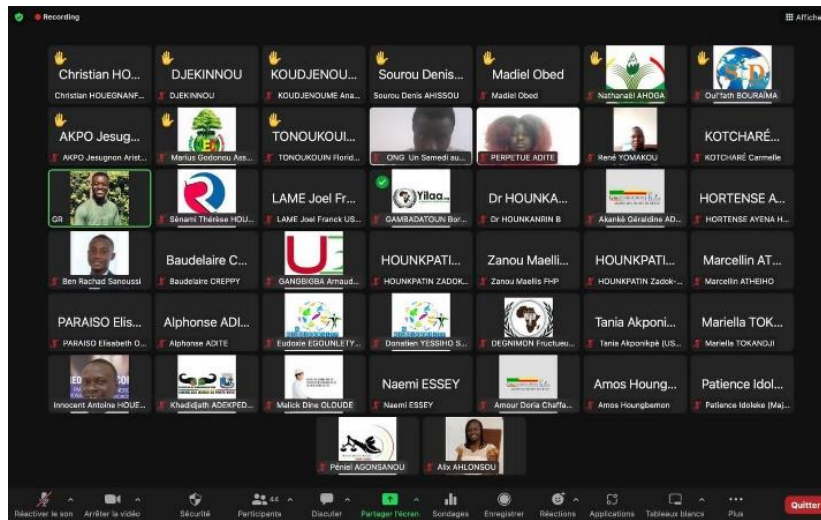 Recording
Affiche
Christian HO...
Christian HOUEGNANF...
DJEKINNOU
DJEKINNOU
KOUDJENOU...
KOUDJENOUME Ana...
Sourou Denis...
Sourou Denis AHISSOU
Madiel Obed
Madiel Obed
Nathanaël AHOGA
SD
Oul'fath BOURAÏMA
AKPO Jesug...
AKPO Jesugnon Arist...
Marius Godonou Ass...
TONOUKOUI...
TONOUKOUIN Florid...
ONG Un Samedi au...
PERPETUE ADITE
René YOMAKOU
KOTCHARÉ...
KOTCHARÉ Carmelle
GR
Sènami Thérèse HOU...
LAME Joel Fr...
LAME Joel Franck US...
Yilaa
GAMBADATOUN Bor...
Dr HOUNKA...
Dr HOUNKANRIN B
Akankè Géraldine AD...
HORTENSE A...
HORTENSE AYENA H...
Ben Rachad Sanoussi
Baudelaire C...
Baudelaire CREPPY
GANGBIGBA Arnaud...
HOUNKPATI...
HOUNKPATIN ZADOK...
Zanou Maelli...
Zanou Maellis FHP
HOUNKPATI...
HOUNKPATIN Zadok-...
Marcellin AT...
Marcellin ATHEIHO
PARAISO Elis...
PARAISO Elisabeth O...
Alphonse ADI...
Alphonse ADITE
Eudoxie EGOUNLETY...
Donatien YESSIHO S...
DEGNIMON Fructueu...
Tania Akponi...
Tania Akponikpè (US...
Mariella TOK...
Mariella TOKANDJI
Innocent Antoine HOUE...
Khadidjath ADEKPED...
Malick Dine OLOUDE
Naemi ESSEY
Naemi ESSEY
Amour Doria Chaffa...
Amos Houng...
Amos Houngbemon
Patience Idol...
Patience Idoleke (Maj...
Péniel AGONSANOU
Alix AHLONSOU
Réactiver le son
Arrêter la vidéo
Sécurité
44
Participants
Discuter
Partager l'écran
Sondages
Enregistrer
Réactions
Applications
Tableaux blancs
Plus
Quitter